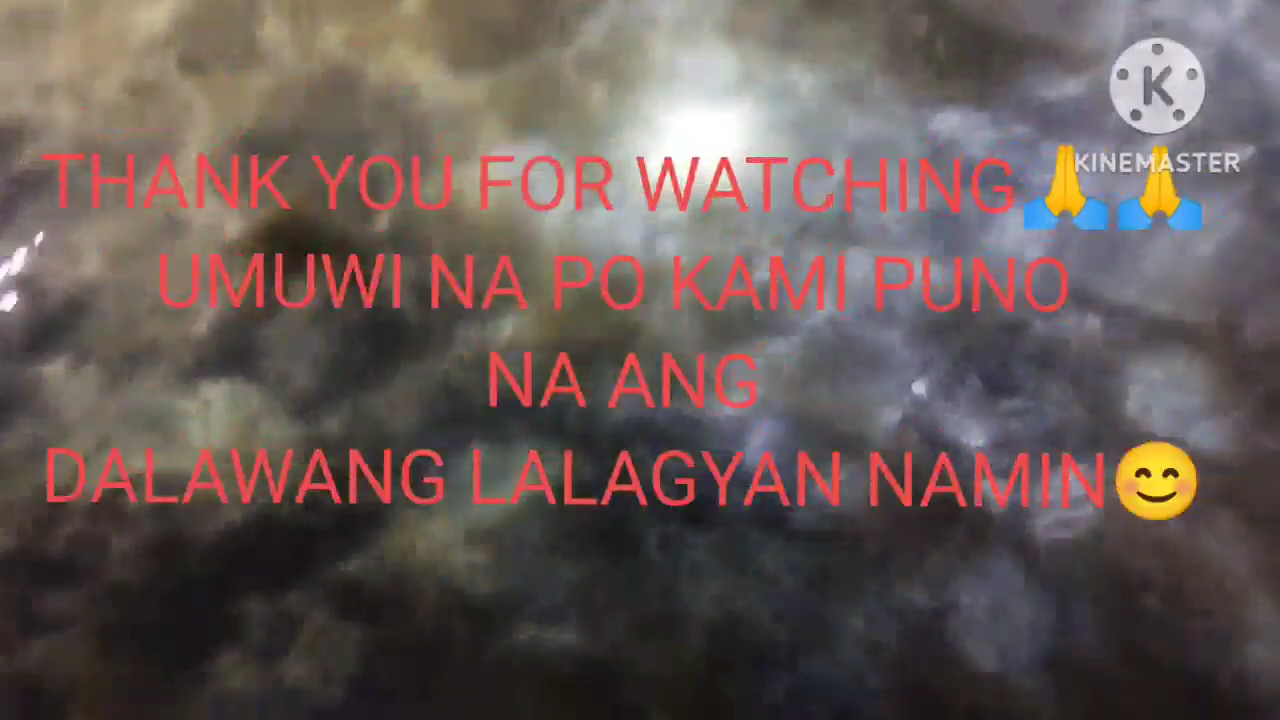 THANK YOU FOR WATCHING🙏🙏
UMUWI NA PO KAMI PUNO
NA ANG
DALAWANG LALAGYAN NAMIN😊
K
KINEMASTER